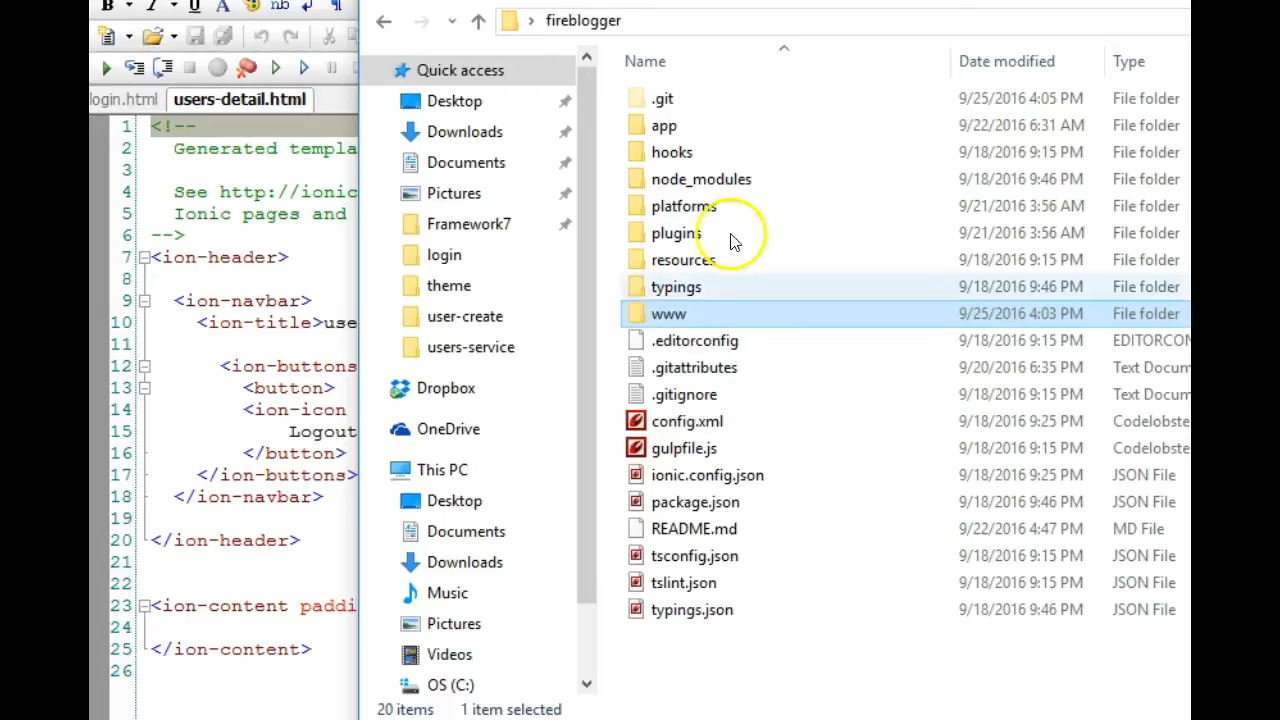 fireblogger
login.html
users-detail.html
1 <!--
2 Generated templa
3
4 See http://ionic
5 Ionic pages and
6 -->
7 <ion-header>
8
9 <ion-navbar>
10 <ion-title>use
11
12 <ion-buttons
13 <button>
14 <ion-icon
15 Logout
16 </button>
17 </ion-buttons>
18 </ion-navbar>
19
20 </ion-header>
21
22
23 <ion-content paddi
24
25 </ion-content>
26
Quick access
Desktop
Downloads
Documents
Pictures
Framework7
login
theme
user-create
users-service
Dropbox
OneDrive
This PC
Desktop
Documents
Downloads
Music
Pictures
Videos
OS (C:)
Name Date modified Type
.git 9/25/2016 4:05 PM File folder
app 9/22/2016 6:31 AM File folder
hooks 9/18/2016 9:15 PM File folder
node_modules 9/18/2016 9:46 PM File folder
platforms 9/21/2016 3:56 AM File folder
plugins 9/21/2016 3:56 AM File folder
resources 9/18/2016 9:15 PM File folder
typings 9/18/2016 9:46 PM File folder
www 9/25/2016 4:03 PM File folder
.editorconfig 9/18/2016 9:15 PM EDITORCON
.gitattributes 9/20/2016 6:35 PM Text Docum
.gitignore 9/18/2016 9:15 PM Text Docum
config.xml 9/18/2016 9:25 PM Codelobste
gulpfile.js 9/18/2016 9:15 PM Codelobste
ionic.config.json 9/18/2016 9:25 PM JSON File
package.json 9/18/2016 9:46 PM JSON File
README.md 9/22/2016 4:47 PM MD File
tsconfig.json 9/18/2016 9:15 PM JSON File
tslint.json 9/18/2016 9:15 PM JSON File
typings.json 9/18/2016 9:46 PM JSON File
20 items 1 item selected